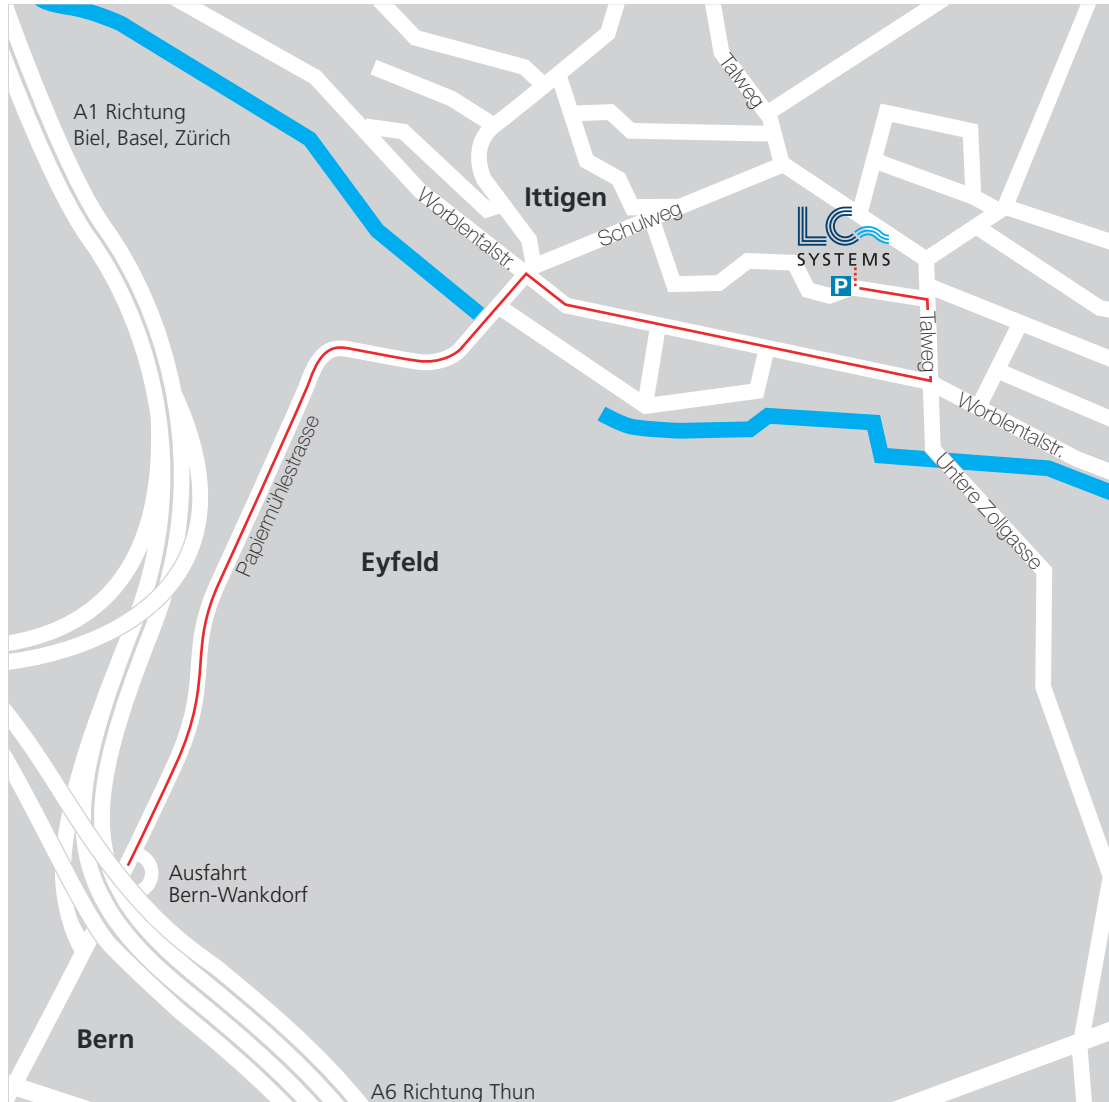 Talweg
A1 Richtung
Biel, Basel, Zürich
Ittigen
Worblentalstr.
Schulweg
LC
SYSTEMS
P
Talweg
Worblentalstr.
Papiermühlestrasse
Untere Zollgasse
Eyfeld
Ausfahrt
Bern-Wankdorf
Bern
A6 Richtung Thun